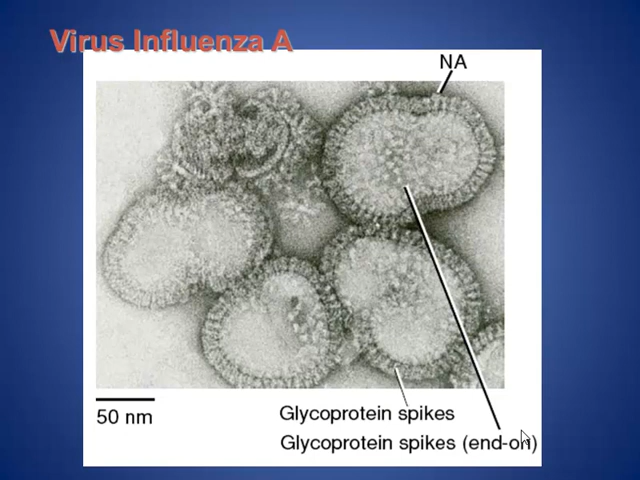 Virus Influenza A
NA
50 nm
Glycoprotein spikes
Glycoprotein spikes (end-on)